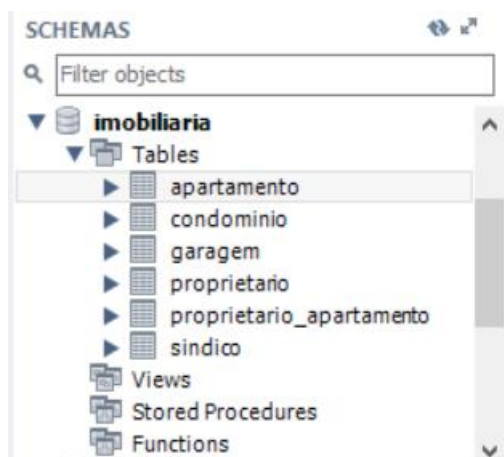 SCHEMAS
Filter objects
imobiliaria
Tables
apartamento
condominio
garagem
proprietario
proprietario_apartamento
sindico
Views
Stored Procedures
Functions